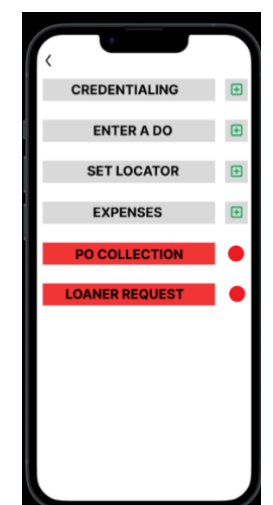 CREDENTIALING
ENTER A DO
SET LOCATOR
EXPENSES
PO COLLECTION
LOANER REQUEST